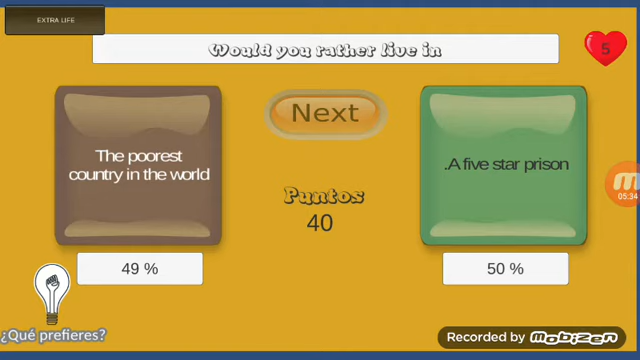 EXTRA LIFE
Would you rather live in
5
Next
The poorest
country in the world
.A five star prison
05:34
Puntos
40
49 %
50 %
¿Qué prefieres?
Recorded by mobizen